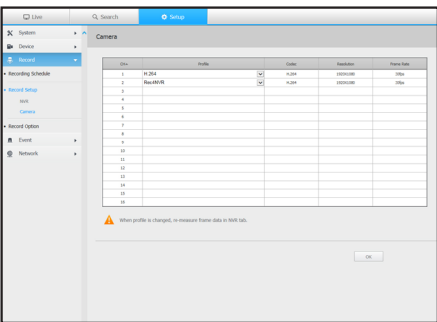 Live
Search
Setup
System
Device
Record
Recording Schedule
Record Setup
NVR
Camera
Record Option
Event
Network
Camera
CH Profile Codec Resolution Frame Rate
1 H.264 H.264 1920X1080 30fps
2 Rec4NVR H.264 1920X1080 30fps
3
4
5
6
7
8
9
10
11
12
13
14
15
16
When profile is changed, re-measure frame data in NVR tab.
OK